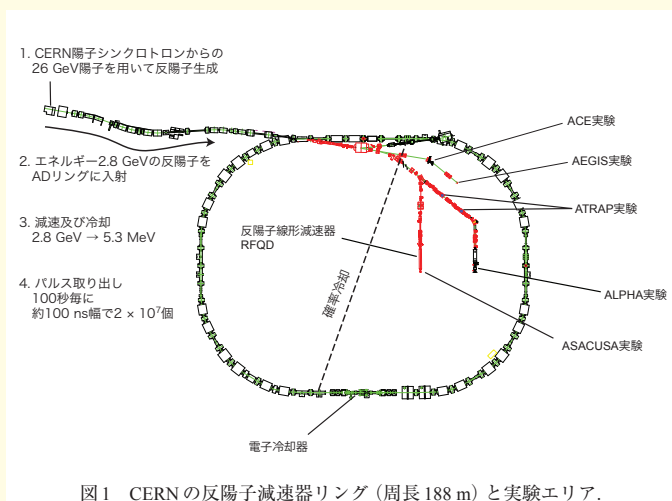 1. CERN陽子シンクロトロンからの
26 GeV陽子を用いて反陽子生成
2. エネルギー2.8 GeVの反陽子を
ADリングに入射
3. 減速及び冷却
2.8 GeV → 5.3 MeV
4. パルス取り出し
100秒毎に
約100 ns幅で2 × 10⁷個
ACE実験
AEGIS実験
ATRAP実験
反陽子線形減速器
RFQD
ALPHA実験
確率冷却
ASACUSA実験
電子冷却器
図1 CERNの反陽子減速器リング（周長188 m）と実験エリア．